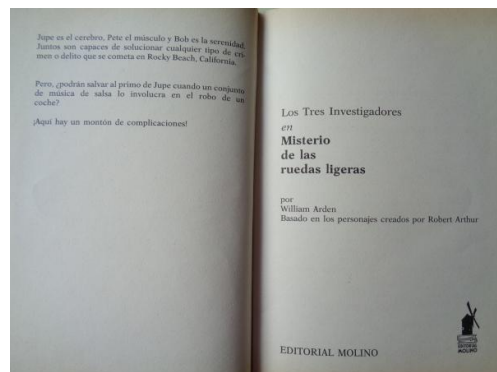 Jupe es el cerebro, Pete el músculo y Bob es la serenidad.
Juntos son capaces de solucionar cualquier tipo de cri-
men o delito que se cometa en Rocky Beach, California.
Pero, ¿podrán salvar al primo de Jupe cuando un conjunto
de música de salsa lo involucra en el robo de un
coche?
¡Aquí hay un montón de complicaciones!
Los Tres Investigadores
en
Misterio
de las
ruedas ligeras
por
William Arden
Basado en los personajes creados por Robert Arthur
EDITORIAL MOLINO
EDITORIAL
MOLINO